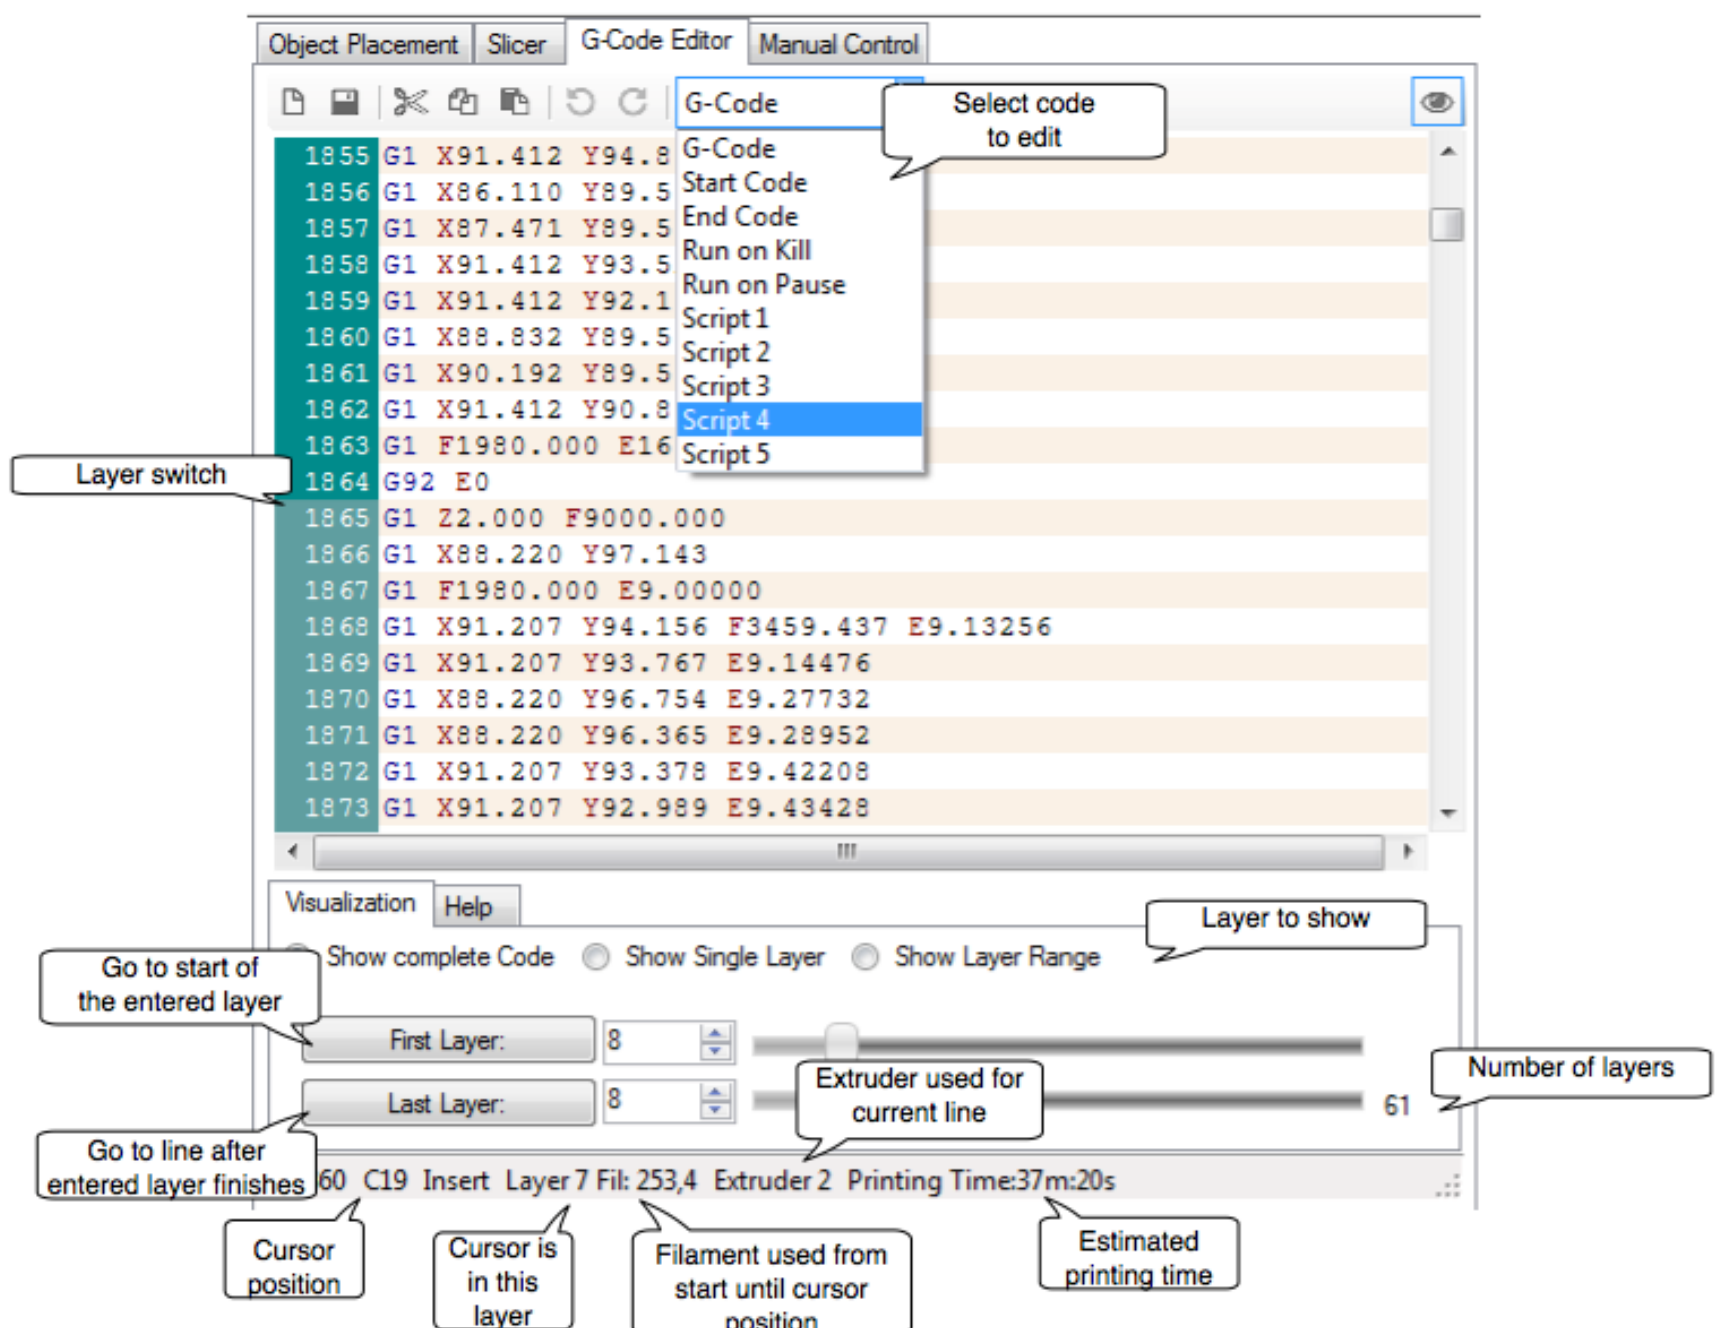 Object Placement Slicer G-Code Editor Manual Control
G-Code
Select code
to edit
G-Code
Start Code
End Code
Run on Kill
Run on Pause
Script 1
Script 2
Script 3
Script 4
Script 5
1855 G1 X91.412 Y94.8
1856 G1 X86.110 Y89.5
1857 G1 X87.471 Y89.5
1858 G1 X91.412 Y93.5
1859 G1 X91.412 Y92.1
1860 G1 X88.832 Y89.5
1861 G1 X90.192 Y89.5
1862 G1 X91.412 Y90.8
1863 G1 F1980.000 E16
Layer switch
1864 G92 E0
1865 G1 Z2.000 F9000.000
1866 G1 X88.220 Y97.143
1867 G1 F1980.000 E9.00000
1868 G1 X91.207 Y94.156 F3459.437 E9.13256
1869 G1 X91.207 Y93.767 E9.14476
1870 G1 X88.220 Y96.754 E9.27732
1871 G1 X88.220 Y96.365 E9.28952
1872 G1 X91.207 Y93.378 E9.42208
1873 G1 X91.207 Y92.989 E9.43428
Visualization Help
Layer to show
Show complete Code Show Single Layer Show Layer Range
Go to start of
the entered layer
First Layer: 8
Last Layer: 8
61
Number of layers
Extruder used for
current line
Go to line after
entered layer finishes
60 C19 Insert Layer 7 Fil: 253,4 Extruder 2 Printing Time:37m:20s
Cursor
position
Cursor is
in this
layer
Filament used from
start until cursor
position
Estimated
printing time